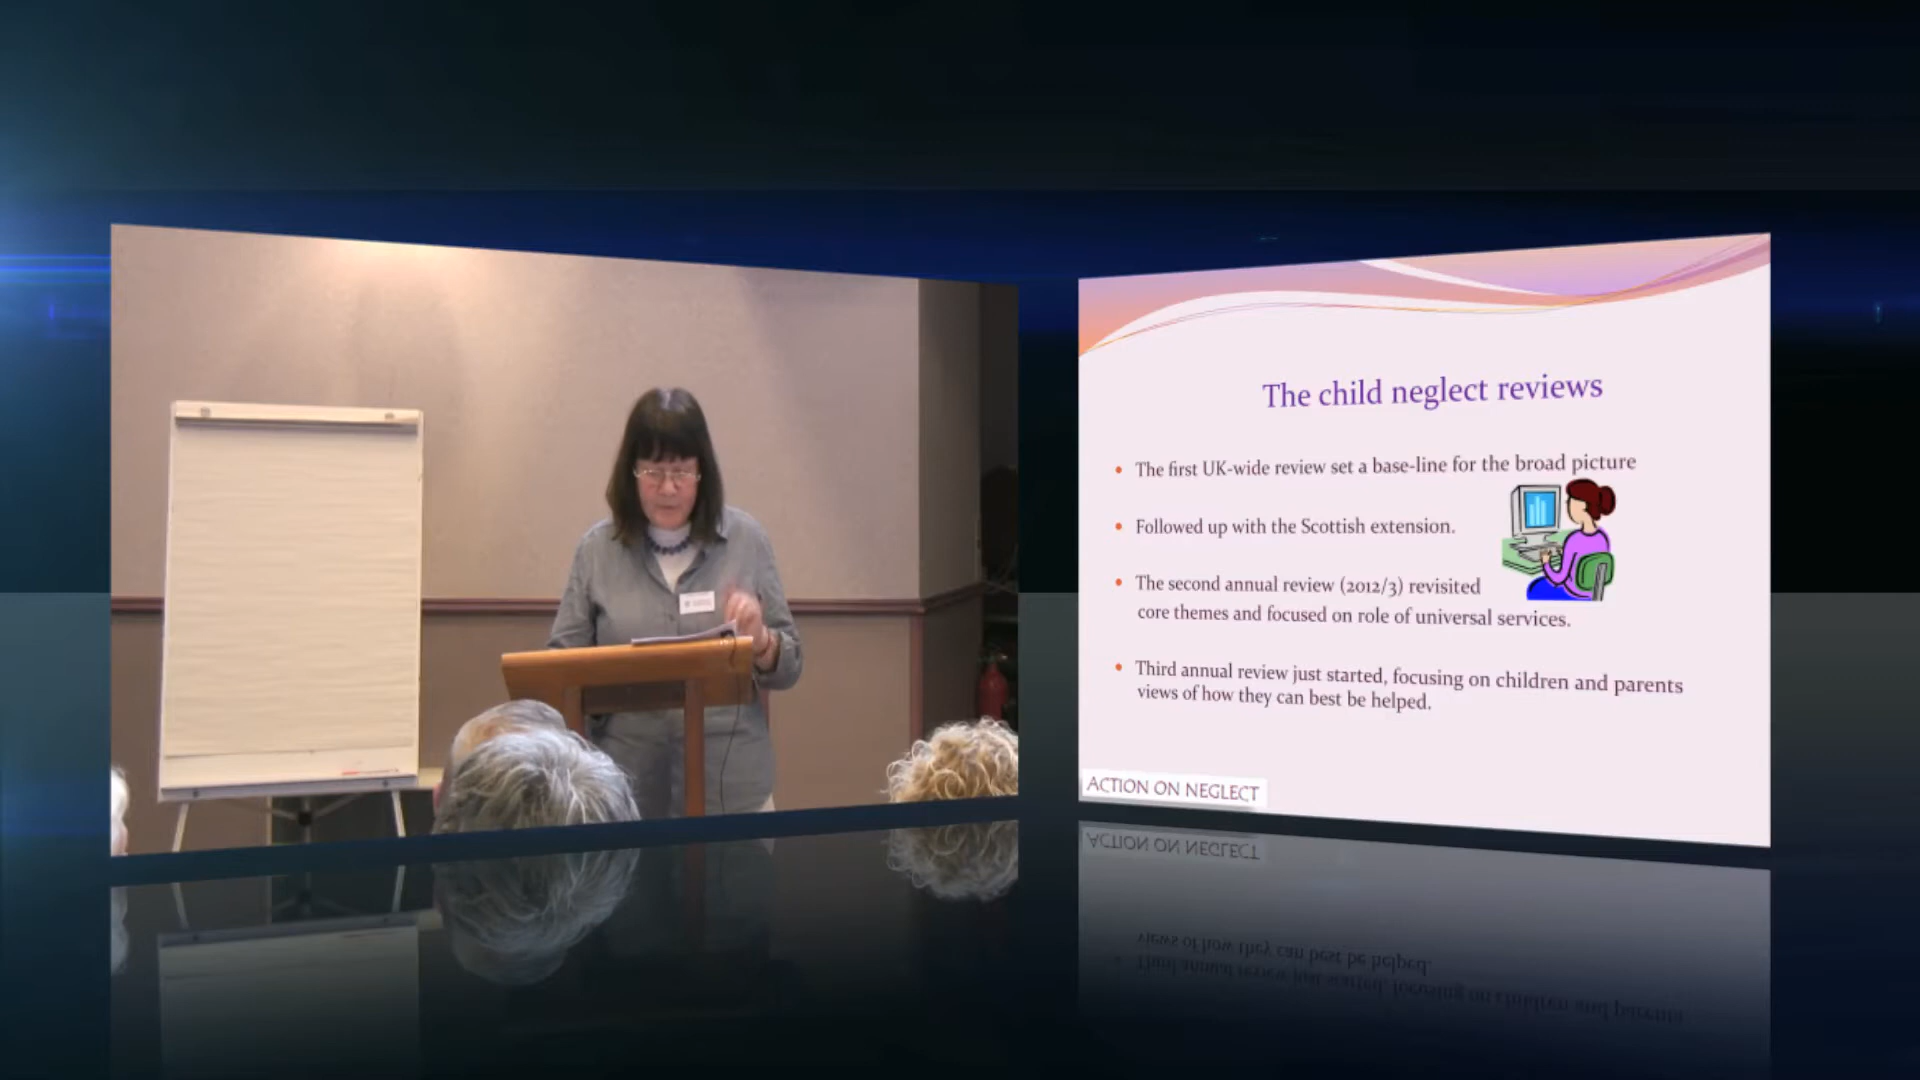 The child neglect reviews
• The first UK-wide review set a base-line for the broad picture
• Followed up with the Scottish extension.
• The second annual review (2012/3) revisited
core themes and focused on role of universal services.
• Third annual review just started, focusing on children and parents
views of how they can best be helped.
ACTION ON NEGLECT